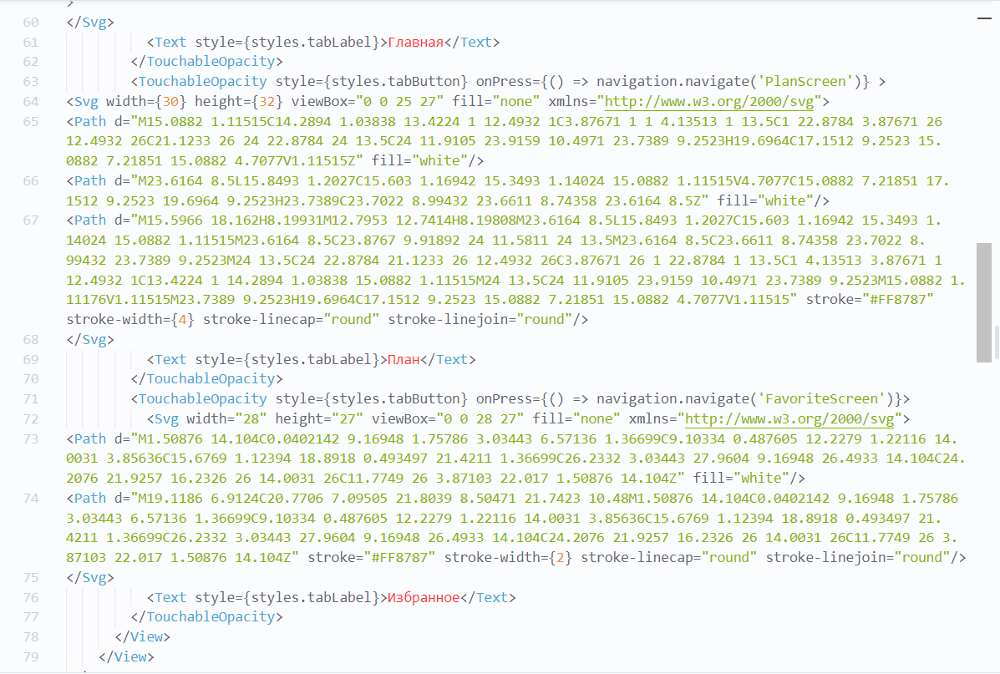 >
60 </Svg>
61 <Text style={styles.tabLabel}>Главная</Text>
62 </TouchableOpacity>
63 <TouchableOpacity style={styles.tabButton} onPress={() => navigation.navigate('PlanScreen')} >
64 <Svg width={30} height={32} viewBox="0 0 25 27" fill="none" xmlns="http://www.w3.org/2000/svg">
65 <Path d="M15.0882 1.11515C14.2894 1.03838 13.4224 1 12.4932 1C3.87671 1 1 4.13513 1 13.5C1 22.8784 3.87671 26
12.4932 26C21.1233 26 24 22.8784 24 13.5C24 11.9105 23.9159 10.4971 23.7389 9.2523H19.6964C17.1512 9.2523 15.
0882 7.21851 15.0882 4.7077V1.11515Z" fill="white"/>
66 <Path d="M23.6164 8.5L15.8493 1.2027C15.603 1.16942 15.3493 1.14024 15.0882 1.11515V4.7077C15.0882 7.21851 17.
1512 9.2523 19.6964 9.2523H23.7389C23.7022 8.99432 23.6611 8.74358 23.6164 8.5Z" fill="white"/>
67 <Path d="M15.5966 18.162H8.19931M12.7953 12.7414H8.19808M23.6164 8.5L15.8493 1.2027C15.603 1.16942 15.3493 1.
14024 15.0882 1.11515M23.6164 8.5C23.8767 9.91892 24 11.5811 24 13.5M23.6164 8.5C23.6611 8.74358 23.7022 8.
99432 23.7389 9.2523M24 13.5C24 22.8784 21.1233 26 12.4932 26C3.87671 26 1 22.8784 1 13.5C1 4.13513 3.87671 1
12.4932 1C13.4224 1 14.2894 1.03838 15.0882 1.11515M24 13.5C24 11.9105 23.9159 10.4971 23.7389 9.2523M15.0882 1.
11176V1.11515M23.7389 9.2523H19.6964C17.1512 9.2523 15.0882 7.21851 15.0882 4.7077V1.11515" stroke="#FF8787"
stroke-width={4} stroke-linecap="round" stroke-linejoin="round"/>
68 </Svg>
69 <Text style={styles.tabLabel}>План</Text>
70 </TouchableOpacity>
71 <TouchableOpacity style={styles.tabButton} onPress={() => navigation.navigate('FavoriteScreen')}>
72 <Svg width="28" height="27" viewBox="0 0 28 27" fill="none" xmlns="http://www.w3.org/2000/svg">
73 <Path d="M1.50876 14.104C0.0402142 9.16948 1.75786 3.03443 6.57136 1.36699C9.10334 0.487605 12.2279 1.22116 14.
0031 3.85636C15.6769 1.12394 18.8918 0.493497 21.4211 1.36699C26.2332 3.03443 27.9604 9.16948 26.4933 14.104C24.
2076 21.9257 16.2326 26 14.0031 26C11.7749 26 3.87103 22.017 1.50876 14.104Z" fill="white"/>
74 <Path d="M19.1186 6.9124C20.7706 7.09505 21.8039 8.50471 21.7423 10.48M1.50876 14.104C0.0402142 9.16948 1.75786
3.03443 6.57136 1.36699C9.10334 0.487605 12.2279 1.22116 14.0031 3.85636C15.6769 1.12394 18.8918 0.493497 21.
4211 1.36699C26.2332 3.03443 27.9604 9.16948 26.4933 14.104C24.2076 21.9257 16.2326 26 14.0031 26C11.7749 26 3.
87103 22.017 1.50876 14.104Z" stroke="#FF8787" stroke-width={2} stroke-linecap="round" stroke-linejoin="round"/>
75 </Svg>
76 <Text style={styles.tabLabel}>Избранное</Text>
77 </TouchableOpacity>
78 </View>
79 </View>